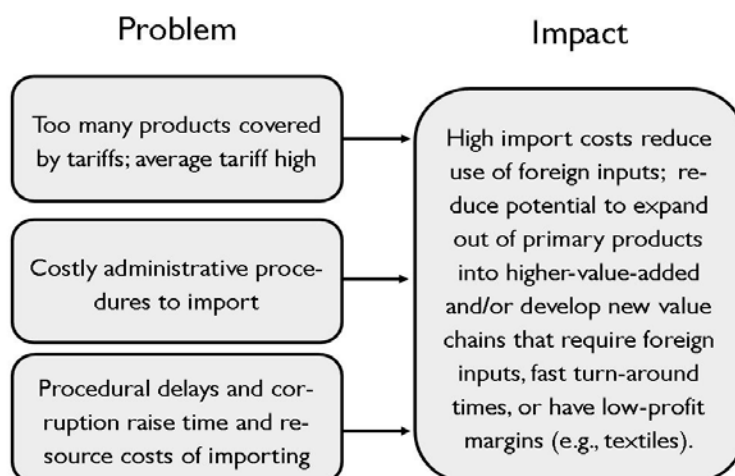 Problem
Impact
Too many products covered
by tariffs; average tariff high
Costly administrative proce-
dures to import
Procedural delays and cor-
ruption raise time and re-
source costs of importing
High import costs reduce
use of foreign inputs; re-
duce potential to expand
out of primary products
into higher-value-added
and/or develop new value
chains that require foreign
inputs, fast turn-around
times, or have low-profit
margins (e.g., textiles).